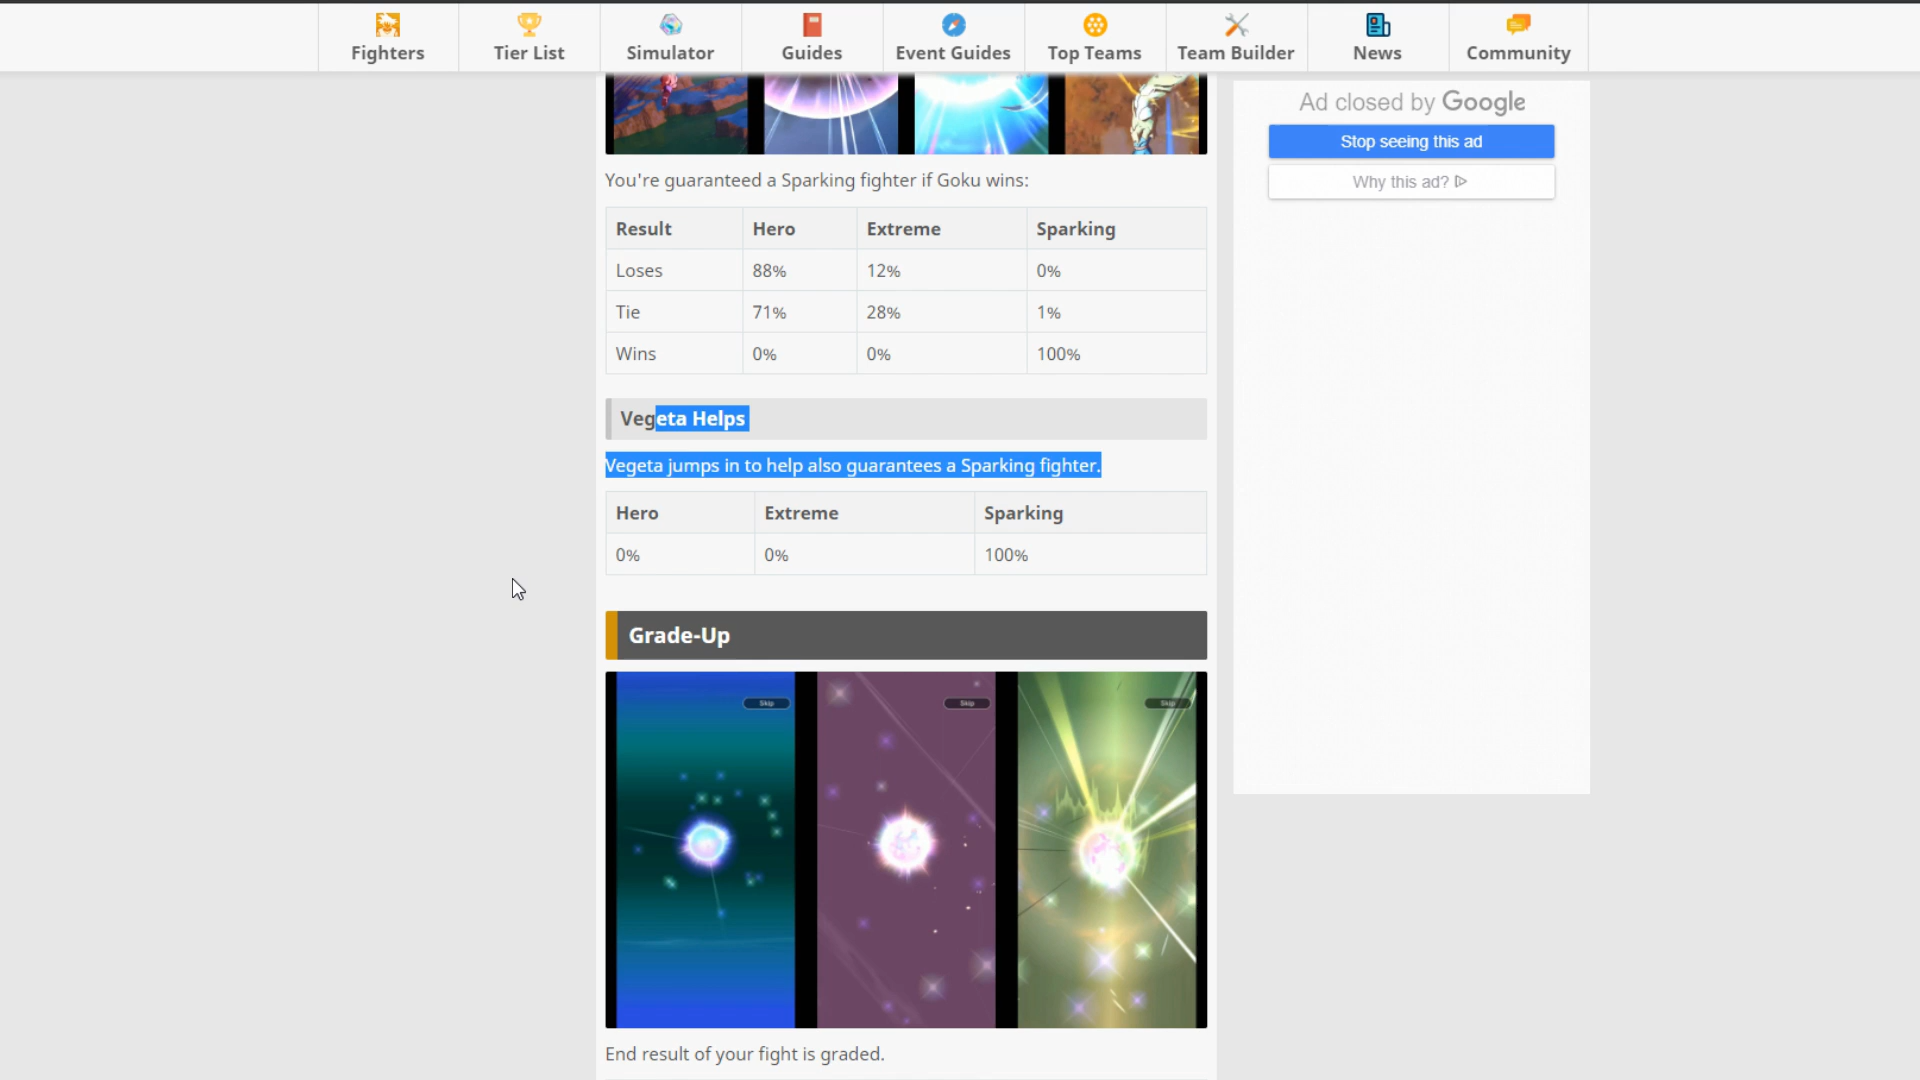 Fighters
Tier List
Simulator
Guides
Event Guides
Top Teams
Team Builder
News
Community
Ad closed by Google
Stop seeing this ad
Why this ad?
You're guaranteed a Sparking fighter if Goku wins:
Result Hero Extreme Sparking
Loses 88% 12% 0%
Tie 71% 28% 1%
Wins 0% 0% 100%
Vegeta Helps
Vegeta jumps in to help also guarantees a Sparking fighter.
Hero Extreme Sparking
0% 0% 100%
Grade-Up
Skip
Skip
Skip
End result of your fight is graded.